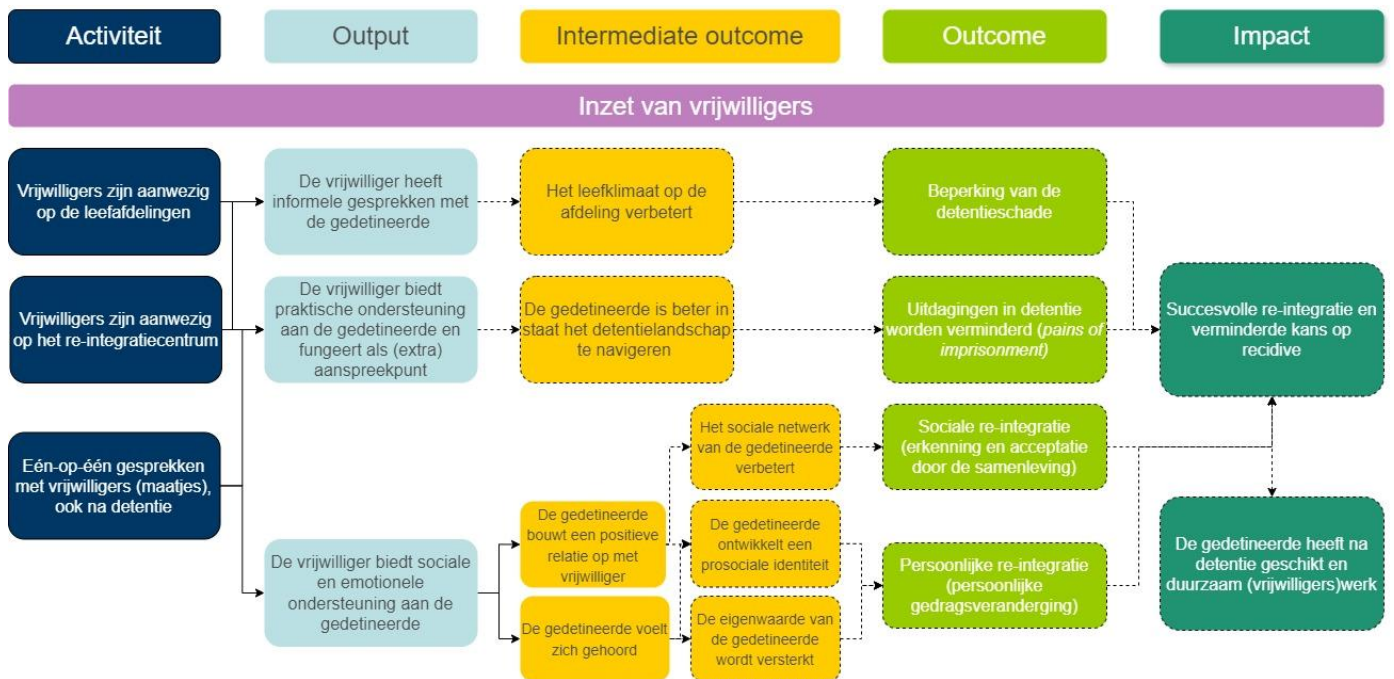 Activiteit
Output
Intermediate outcome
Outcome
Impact
Inzet van vrijwilligers
Vrijwilligers zijn aanwezig
op de leefafdelingen
De vrijwilliger heeft
informele gesprekken met
de gedetineerde
Het leefklimaat op de
afdeling verbetert
Beperking van de
detentieschade
Vrijwilligers zijn aanwezig
op het re-integratiecentrum
De vrijwilliger biedt
praktische ondersteuning
aan de gedetineerde en
fungeert als (extra)
aanspreekpunt
De gedetineerde is beter in
staat het detentielandschap
te navigeren
Uitdagingen in detentie
worden verminderd (pains of
imprisonment)
Succesvolle re-integratie en
verminderde kans op
recidive
Eén-op-één gesprekken
met vrijwilligers (maatjes),
ook na detentie
Het sociale netwerk
van de gedetineerde
verbetert
Sociale re-integratie
(erkenning en acceptatie
door de samenleving)
De vrijwilliger biedt sociale
en emotionele
ondersteuning aan de
gedetineerde
De gedetineerde
bouwt een positieve
relatie op met
vrijwilliger
De gedetineerde
ontwikkelt een
prosociale identiteit
Persoonlijke re-integratie
(persoonlijke
gedragsveranderging)
De gedetineerde heeft na
detentie geschikt en
duurzaam (vrijwilligers)werk
De gedetineerde voelt
zich gehoord
De eigenwaarde van
de gedetineerde
wordt versterkt